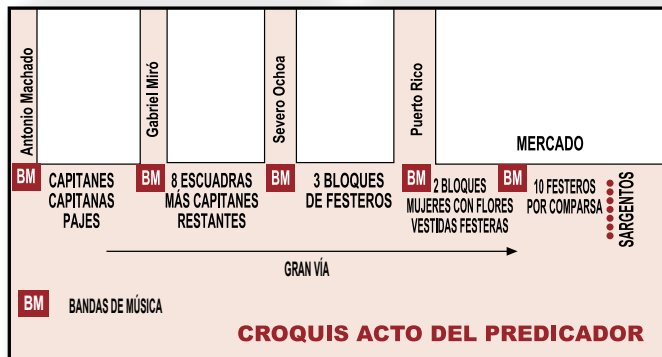 Antonio Machado
Gabriel Miró
Severo Ochoa
Puerto Rico
MERCADO
BM
CAPITANES
CAPITANAS
PAJES
BM
8 ESCUADRAS
MÁS CAPITANES
RESTANTES
BM
3 BLOQUES
DE FESTEROS
BM
2 BLOQUES
MUJERES CON FLORES
VESTIDAS FESTERAS
BM
10 FESTEROS
POR COMPARSA
SARGENTOS
GRAN VÍA
BM
BANDAS DE MÚSICA
CROQUIS ACTO DEL PREDICADOR